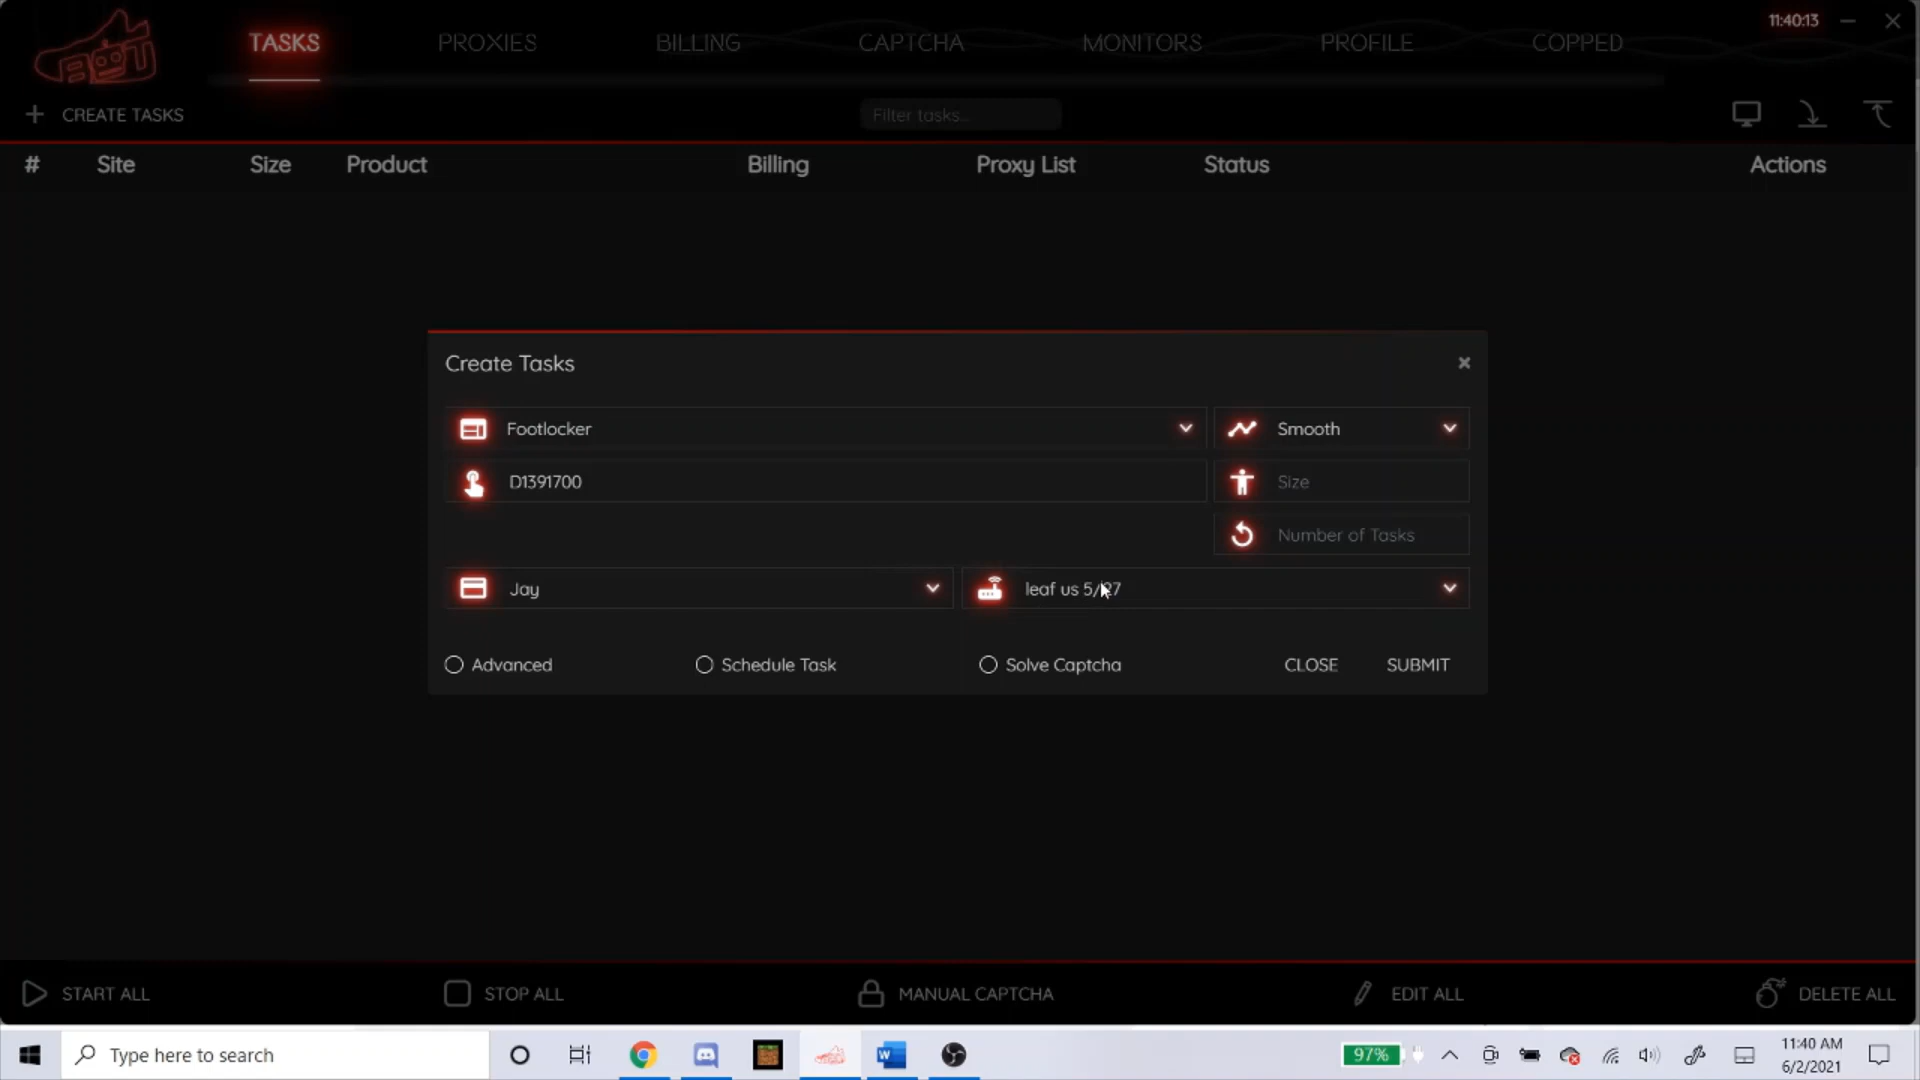 11:40:13
TASKS PROXIES BILLING CAPTCHA MONITORS PROFILE COPPED
CREATE TASKS Filter tasks...
# Site Size Product Billing Proxy List Status Actions
Create Tasks
Footlocker Smooth
D1391700 Size
Number of Tasks
Jay leaf us 5/27
Advanced Schedule Task Solve Captcha CLOSE SUBMIT
START ALL STOP ALL MANUAL CAPTCHA EDIT ALL DELETE ALL
Type here to search 97% 11:40 AM
6/2/2021